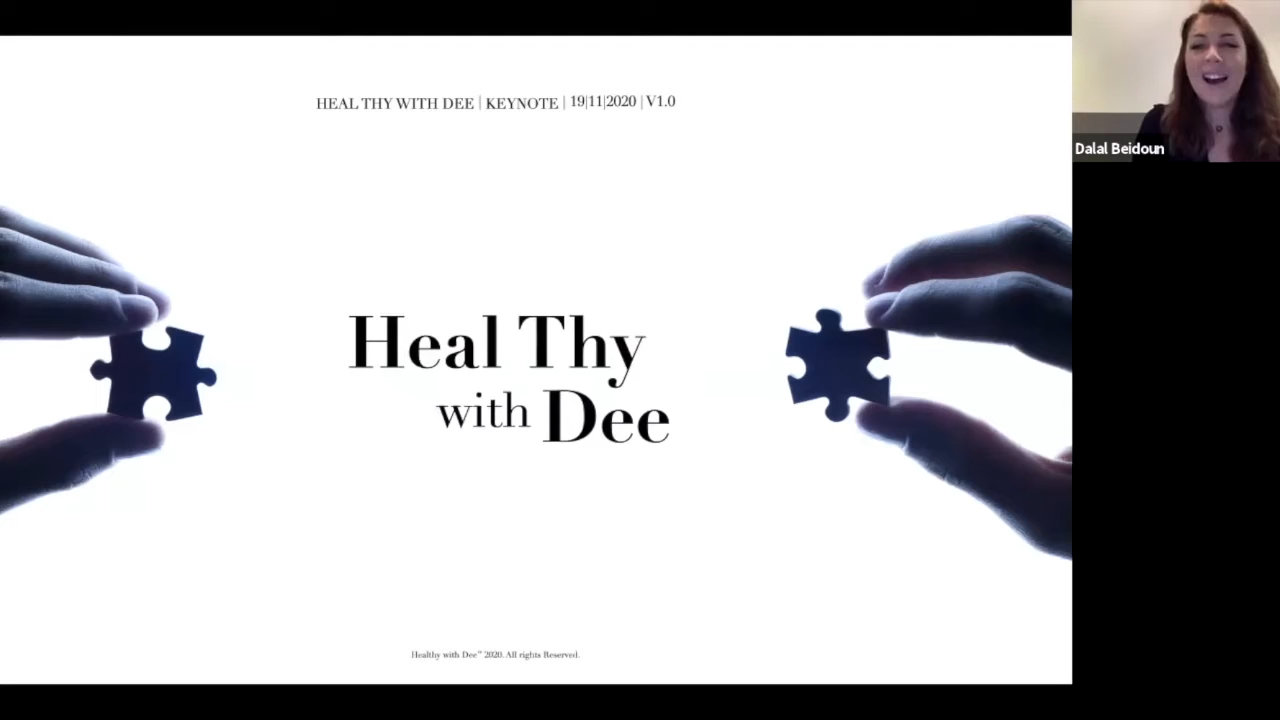 HEAL THY WITH DEE | KEYNOTE | 19|11|2020 | V1.0
Dalal Beidoun
Heal Thy
with Dee
Healthy with Dee™ 2020. All rights Reserved.